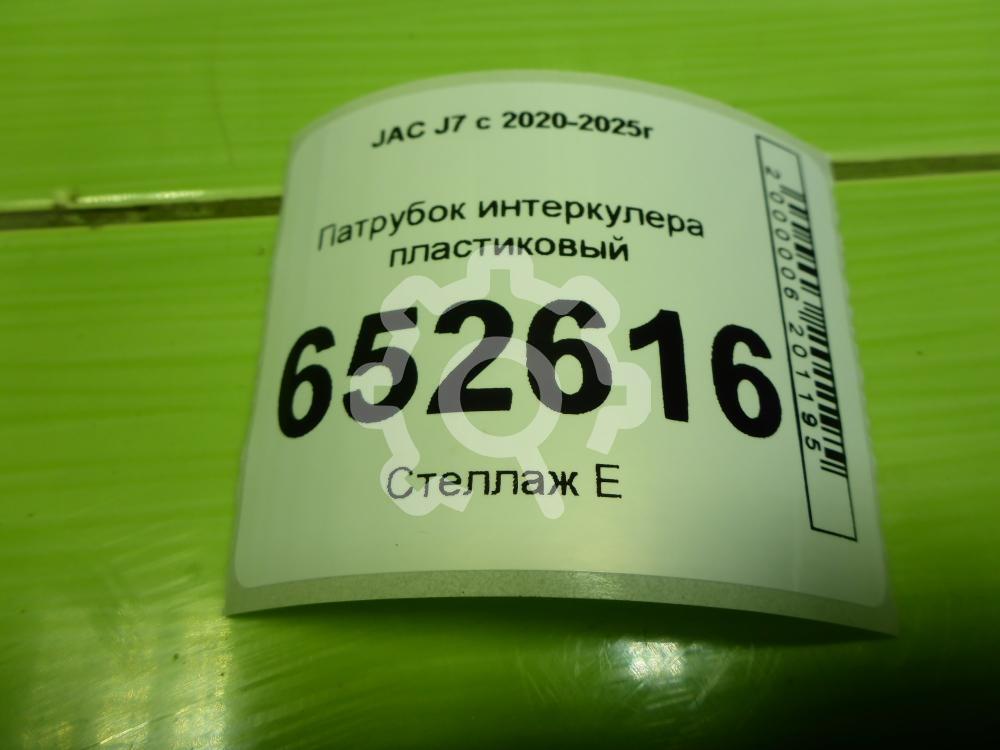 JAC J7 с 2020-2025г
Патрубок интеркулера
пластиковый
652616
Стеллаж Е
2000006201195